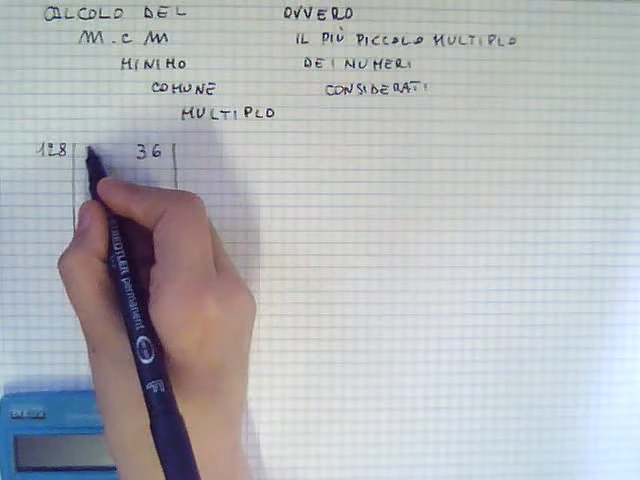 CALCOLO DEL OVVERO
M.C M IL PIÙ PICCOLO MULTIPLO
MINIMO DEI NUMERI
COMUNE CONSIDERATI
MULTIPLO
128 36
STAEDTLER permanent
F